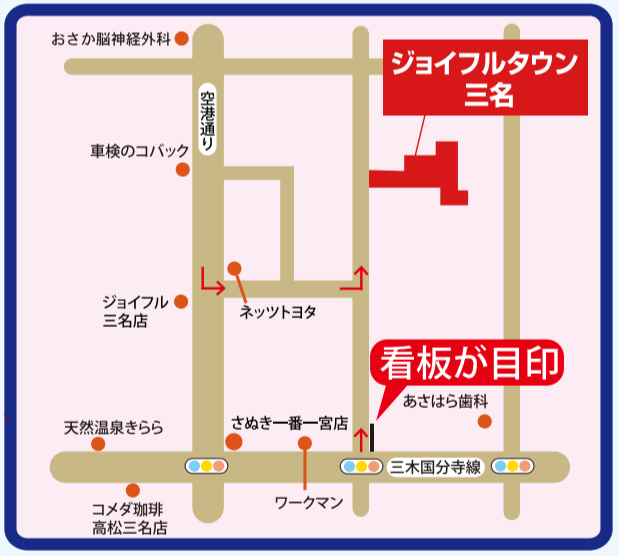 おさか脳神経外科
ジョイフルタウン
三名
空港通り
車検のコバック
ジョイフル
三名店
ネッツトヨタ
看板が目印
あさはら歯科
さぬき一番一宮店
天然温泉きらら
三木国分寺線
ワークマン
コメダ珈琲
高松三名店